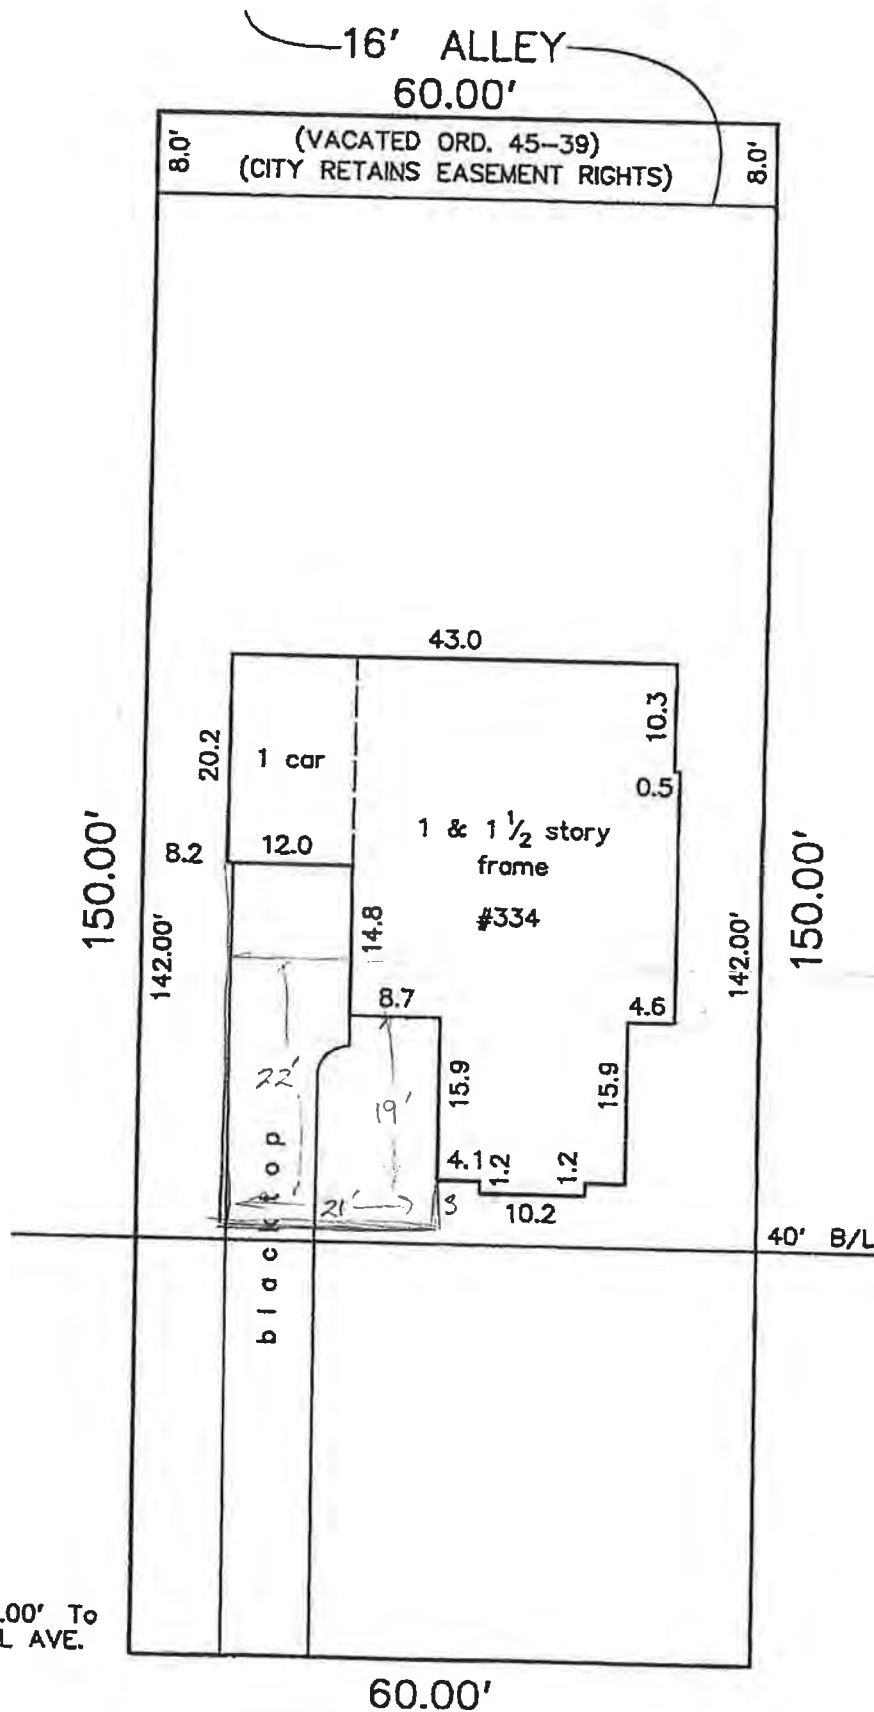 16' ALLEY
60.00'
8.0'
(VACATED ORD. 45-39)
(CITY RETAINS EASEMENT RIGHTS)
8.0'
43.0
20.2
1 car
10.3
0.5
8.2
12.0
1 & 1 ½ story
frame
#334
150.00'
142.00'
14.8
142.00'
150.00'
8.7
4.6
22'
19'
15.9
15.9
4.1
1.2
1.2
10.2
21'
3
blacktop
40' B/L
.00' To
L AVE.
60.00'